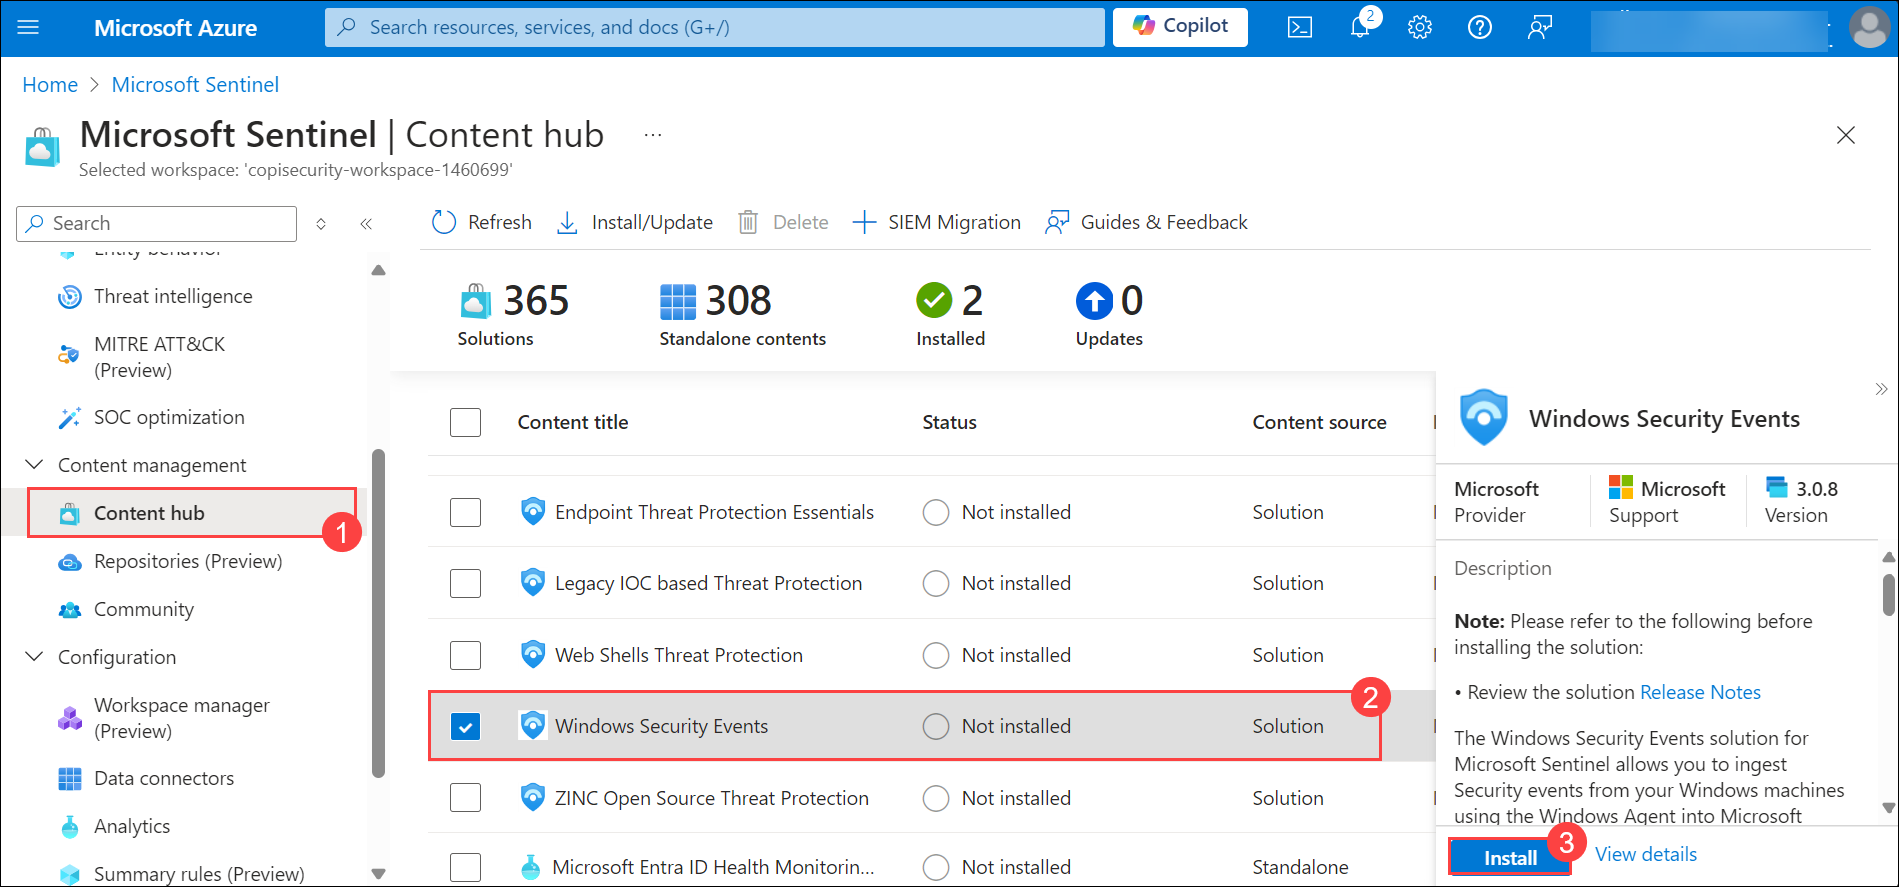 Microsoft Azure
Search resources, services, and docs (G+/)
Copilot
2
Home > Microsoft Sentinel
Microsoft Sentinel | Content hub ...
Selected workspace: 'copisecurity-workspace-1460699'
Search
Refresh
Install/Update
Delete
SIEM Migration
Guides & Feedback
Entity behavior
Threat intelligence
MITRE ATT&CK
(Preview)
SOC optimization
Content management
Content hub
1
Repositories (Preview)
Community
Configuration
Workspace manager
(Preview)
Data connectors
Analytics
Summary rules (Preview)
365
Solutions
308
Standalone contents
2
Installed
0
Updates
Content title Status Content source
Endpoint Threat Protection Essentials Not installed Solution
Legacy IOC based Threat Protection Not installed Solution
Web Shells Threat Protection Not installed Solution
2
Windows Security Events Not installed Solution
ZINC Open Source Threat Protection Not installed Solution
Microsoft Entra ID Health Monitorin... Not installed Standalone
Windows Security Events
Microsoft
Provider
Microsoft
Support
3.0.8
Version
Description
Note: Please refer to the following before
installing the solution:
• Review the solution Release Notes
The Windows Security Events solution for
Microsoft Sentinel allows you to ingest
Security events from your Windows machines
using the Windows Agent into Microsoft
Install
3
View details